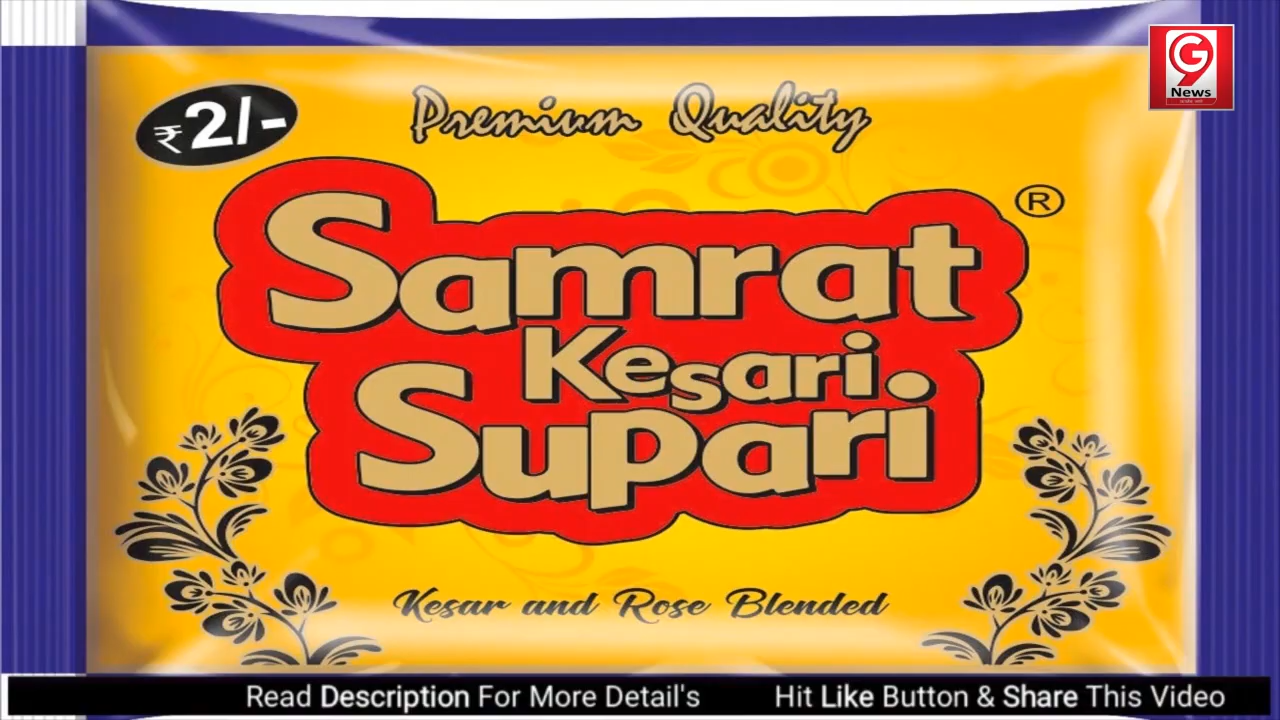 G9
News
₹2/-
Premium Quality
Samrat
®
Kesari
Supari
Kesar and Rose Blended
Read Description For More Detail's
Hit Like Button & Share This Video